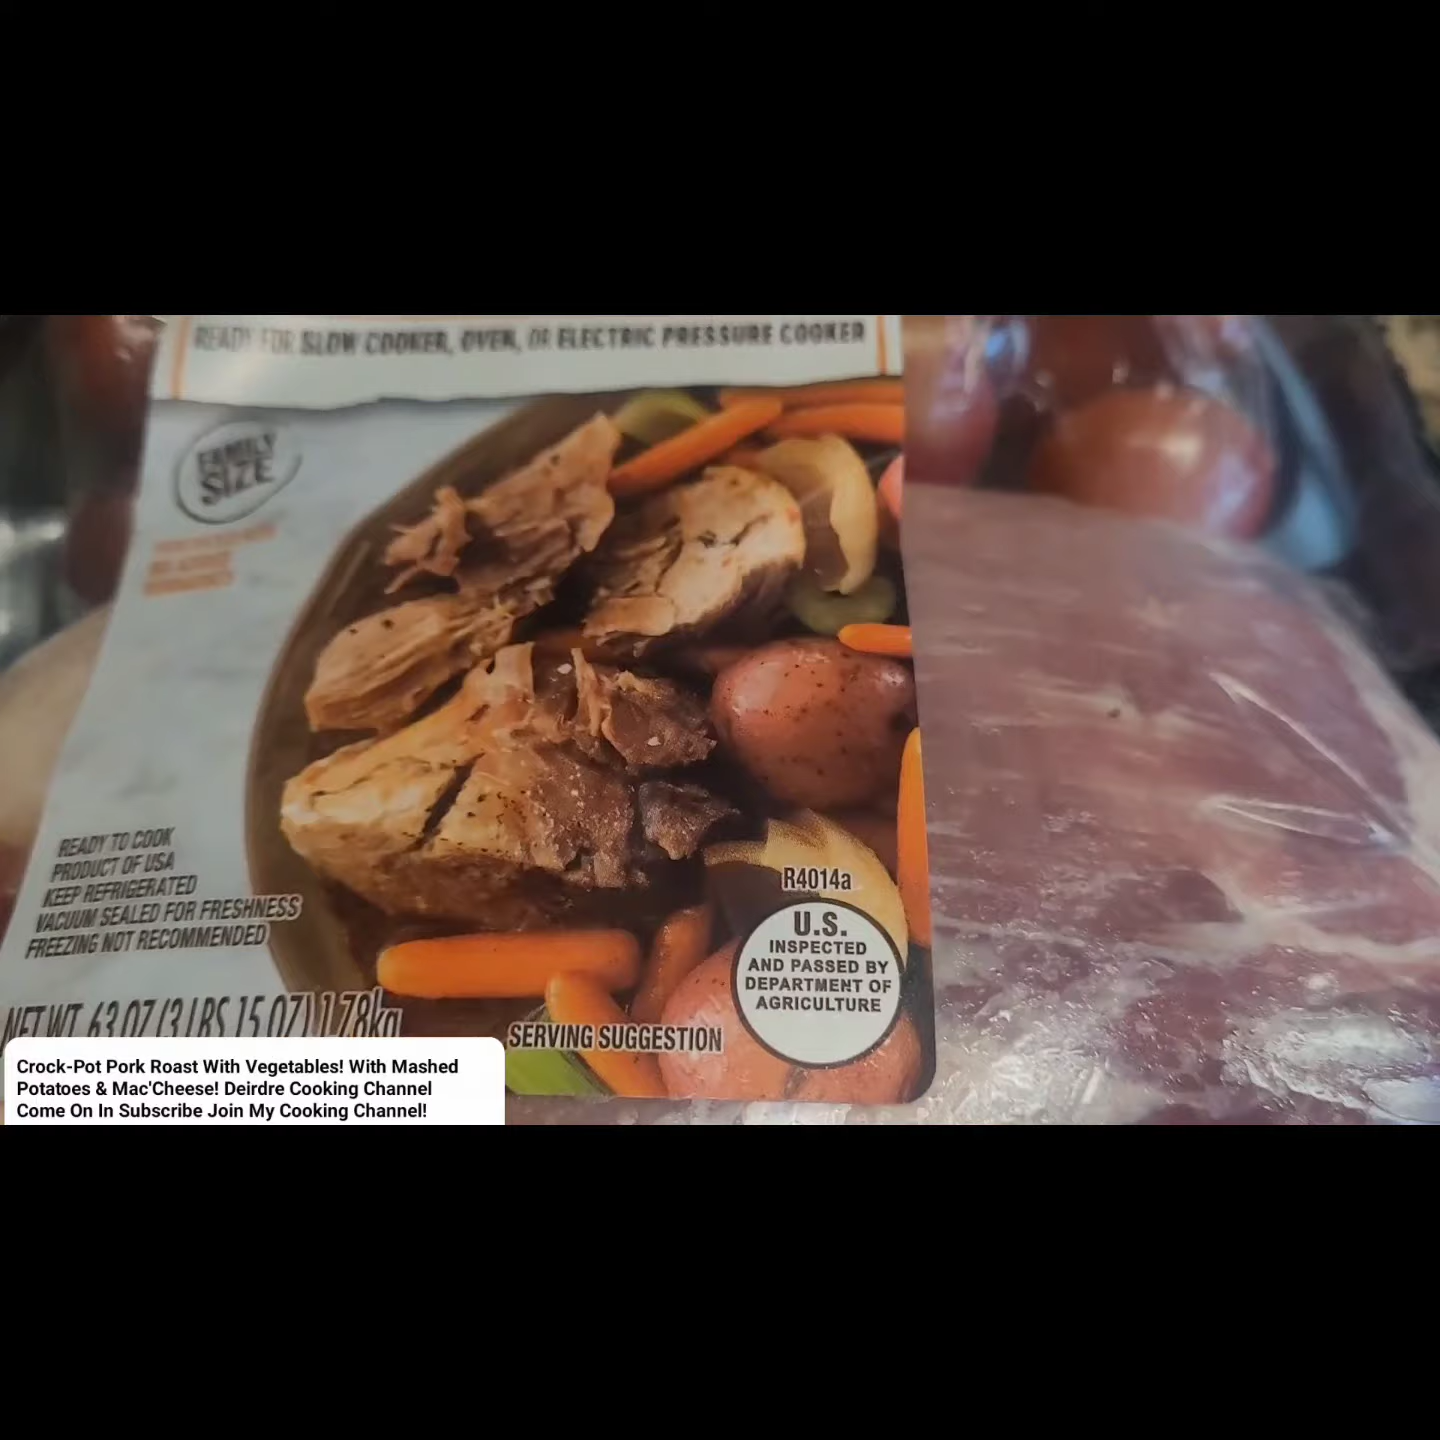 READY FOR SLOW COOKER, OVEN, OR ELECTRIC PRESSURE COOKER
FAMILY
SIZE
READY TO COOK
PRODUCT OF USA
KEEP REFRIGERATED
VACUUM SEALED FOR FRESHNESS
FREEZING NOT RECOMMENDED
R4014a
U.S.
INSPECTED
AND PASSED BY
DEPARTMENT OF
AGRICULTURE
NET WT. 63 OZ (3 LBS 15 OZ) 1.78kg
SERVING SUGGESTION
Crock-Pot Pork Roast With Vegetables! With Mashed
Potatoes & Mac'Cheese! Deirdre Cooking Channel
Come On In Subscribe Join My Cooking Channel!